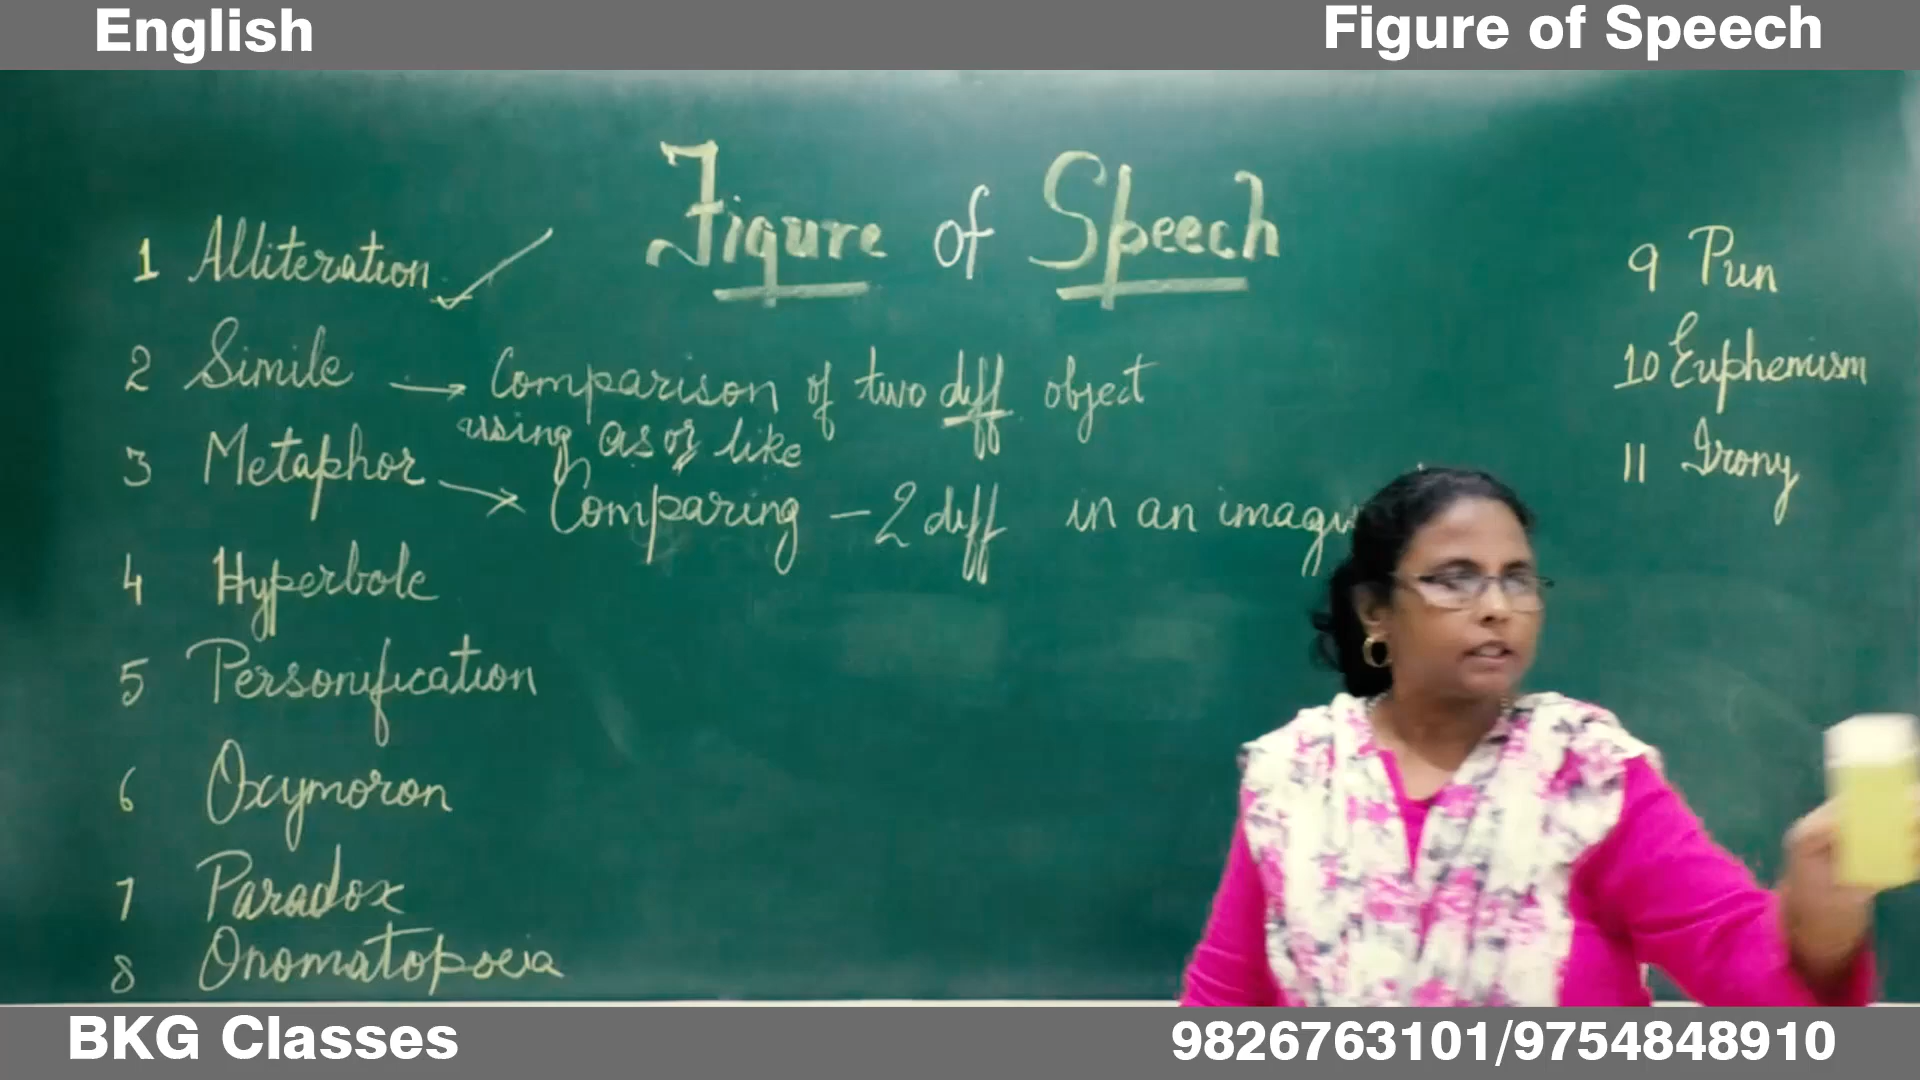 English
Figure of Speech
Figure of Speech
1 Alliteration
2 Simile → Comparison of two diff object
using as or like
3 Metaphor → Comparing - 2 diff in an
4 Hyperbole
5 Personification
6 Oxymoron
7 Paradox
8 Onomatopoeia
9 Pun
10 Euphemism
11 Irony
BKG Classes
9826763101/9754848910